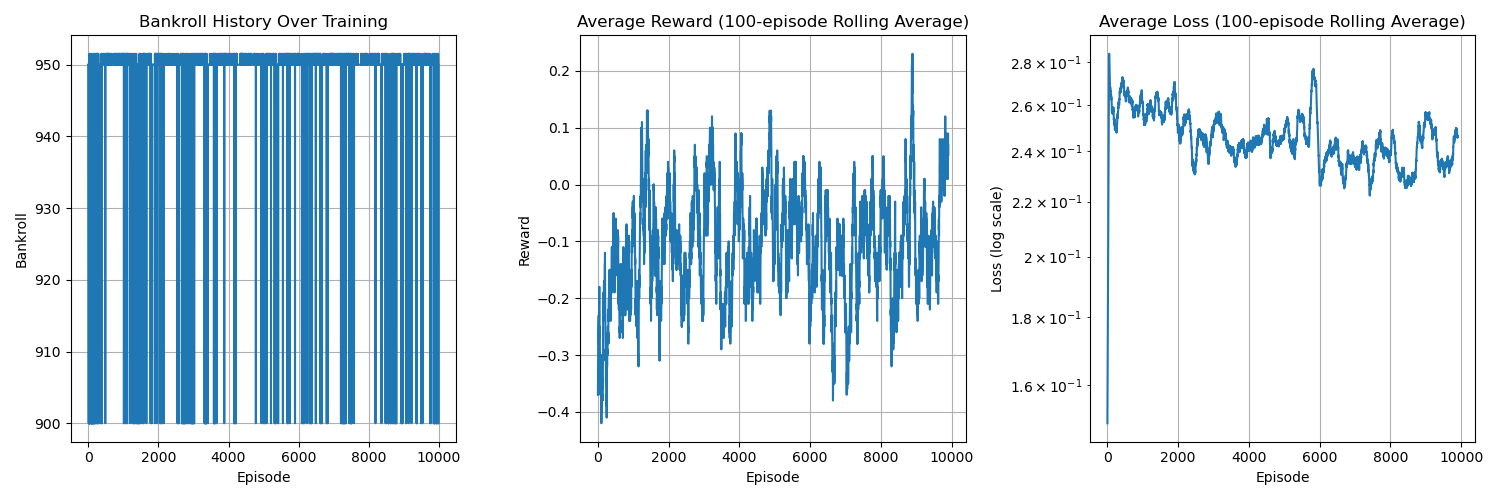 Bankroll History Over Training
Bankroll
950
940
930
920
910
900
0 2000 4000 6000 8000 10000
Episode
Average Reward (100-episode Rolling Average)
Reward
0.2
0.1
0.0
−0.1
−0.2
−0.3
−0.4
0 2000 4000 6000 8000 10000
Episode
Average Loss (100-episode Rolling Average)
Loss (log scale)
2.8 × 10⁻¹
2.6 × 10⁻¹
2.4 × 10⁻¹
2.2 × 10⁻¹
2 × 10⁻¹
1.8 × 10⁻¹
1.6 × 10⁻¹
0 2000 4000 6000 8000 10000
Episode